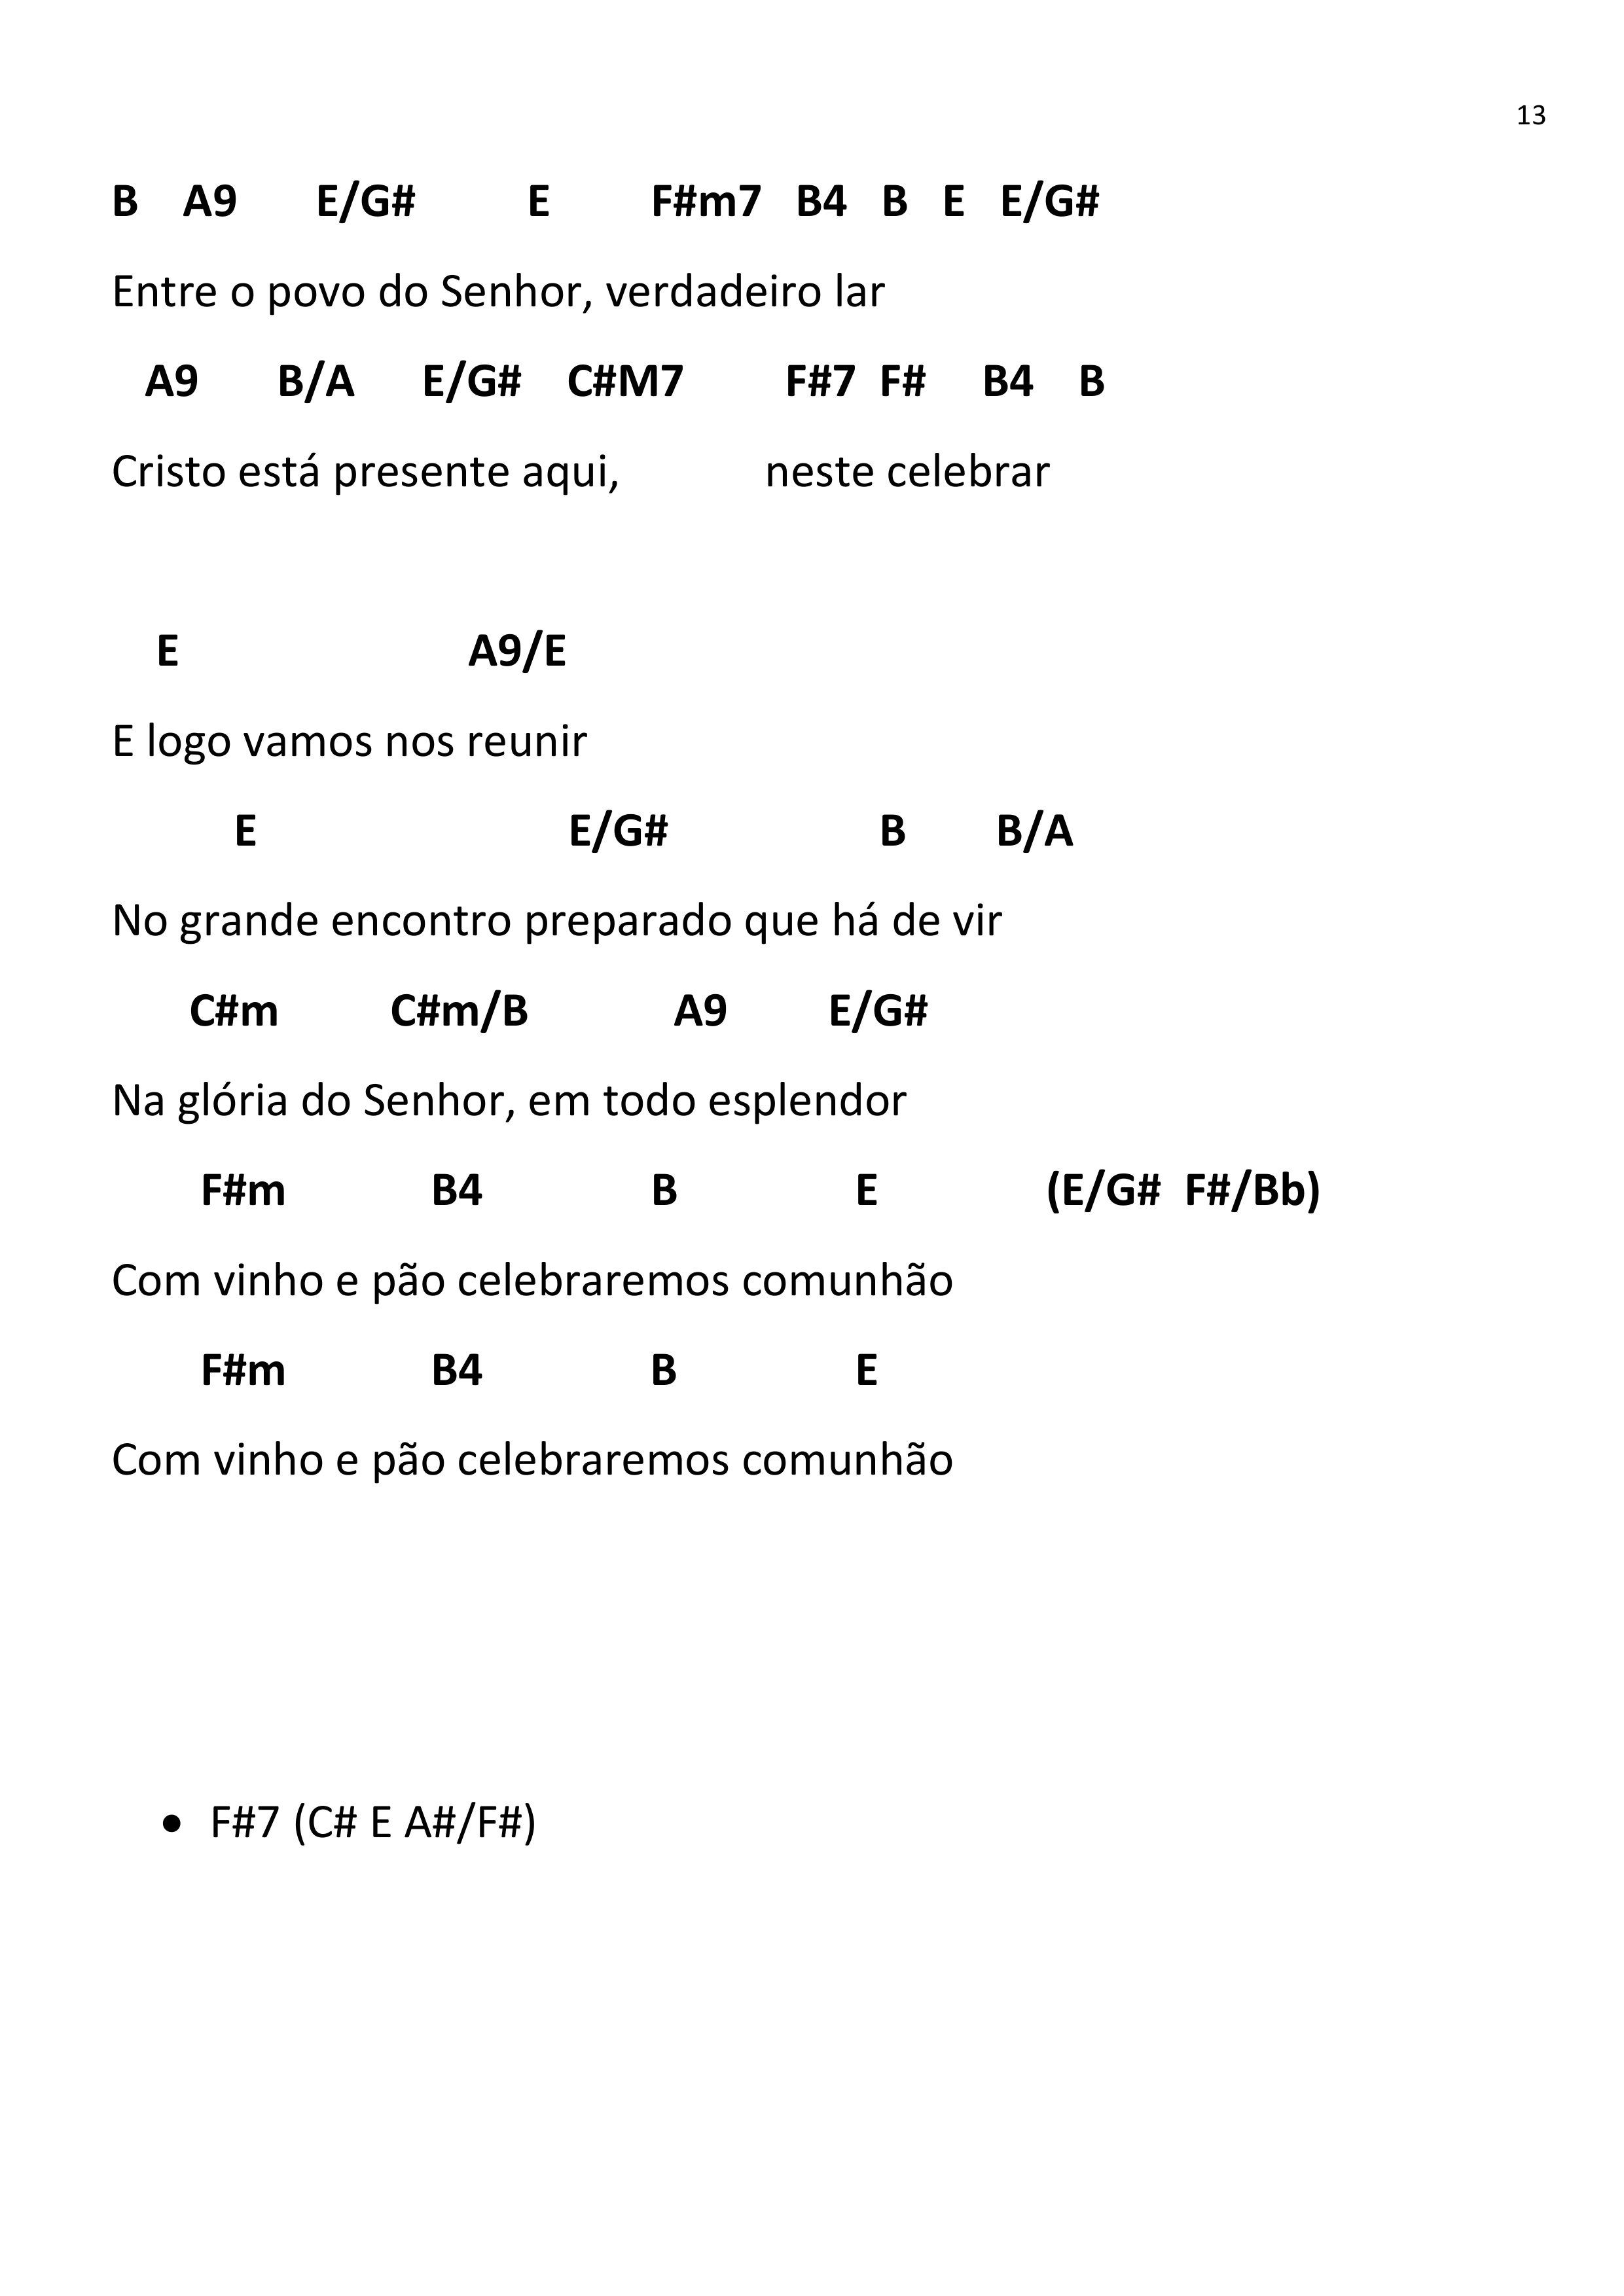 13
B A9 E/G# E F#m7 B4 B E E/G#
Entre o povo do Senhor, verdadeiro lar
A9 B/A E/G# C#M7 F#7 F# B4 B
Cristo está presente aqui, neste celebrar
E A9/E
E logo vamos nos reunir
E E/G# B B/A
No grande encontro preparado que há de vir
C#m C#m/B A9 E/G#
Na glória do Senhor, em todo esplendor
F#m B4 B E (E/G# F#/Bb)
Com vinho e pão celebraremos comunhão
F#m B4 B E
Com vinho e pão celebraremos comunhão
• F#7 (C# E A#/F#)